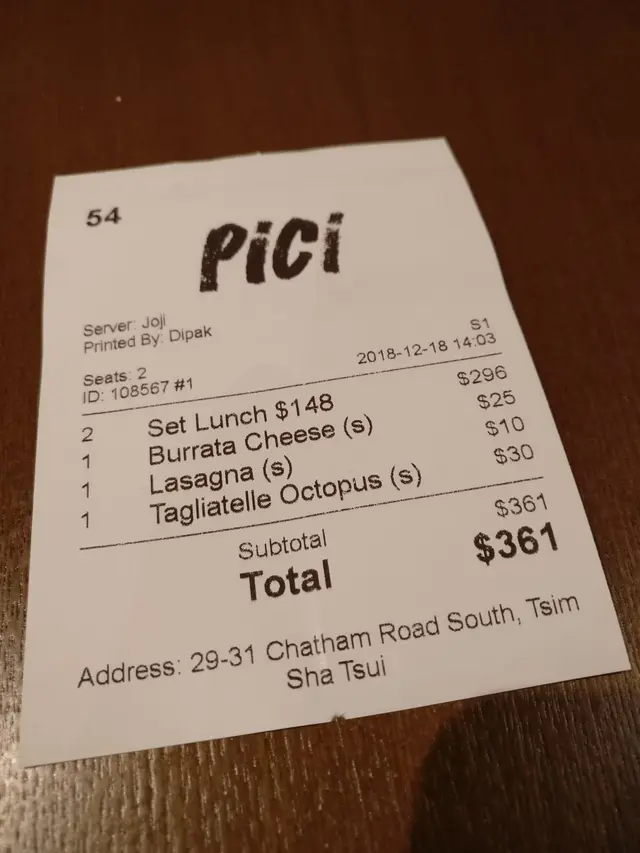 54
PiCi
Server: Joji
Printed By: Dipak
S1
Seats: 2
2018-12-18 14:03
ID: 108567 #1
2 Set Lunch $148 $296
1 Burrata Cheese (s) $25
1 Lasagna (s) $10
1 Tagliatelle Octopus (s) $30
Subtotal $361
Total $361
Address: 29-31 Chatham Road South, Tsim
Sha Tsui